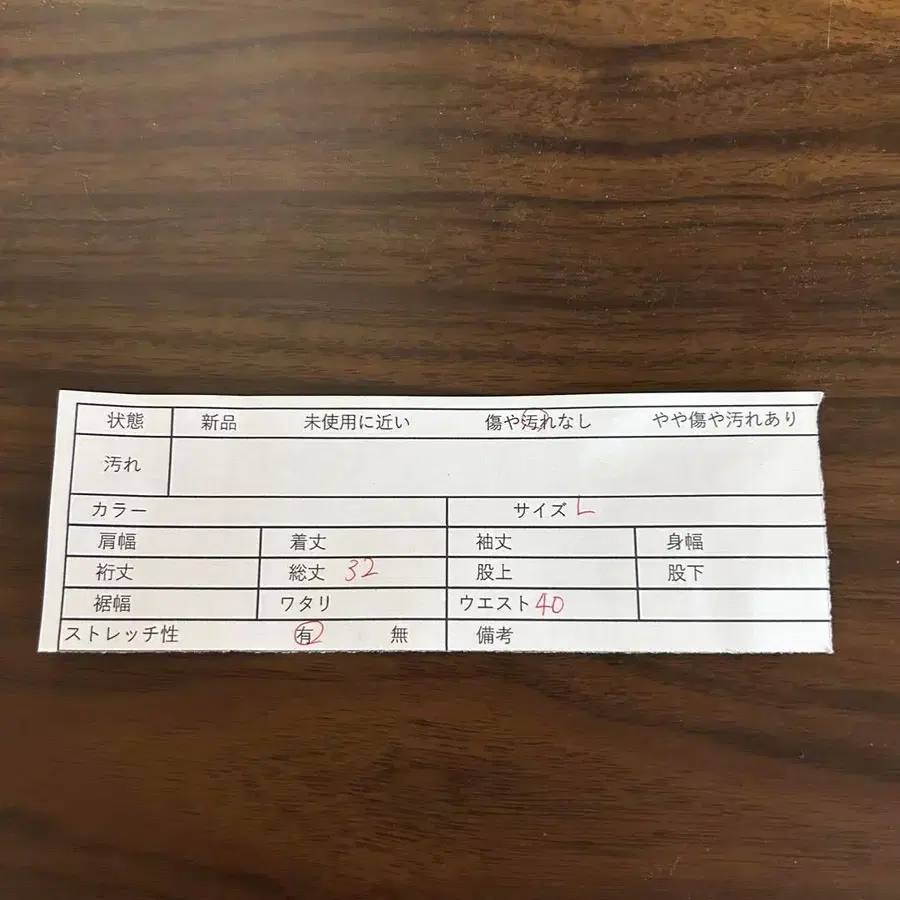 状態 新品 未使用に近い 傷や汚れなし やや傷や汚れあり
汚れ
カラー サイズ L
肩幅 着丈 袖丈 身幅
裄丈 総丈 32 股上 股下
裾幅 ワタリ ウエスト 40
ストレッチ性 有 無 備考